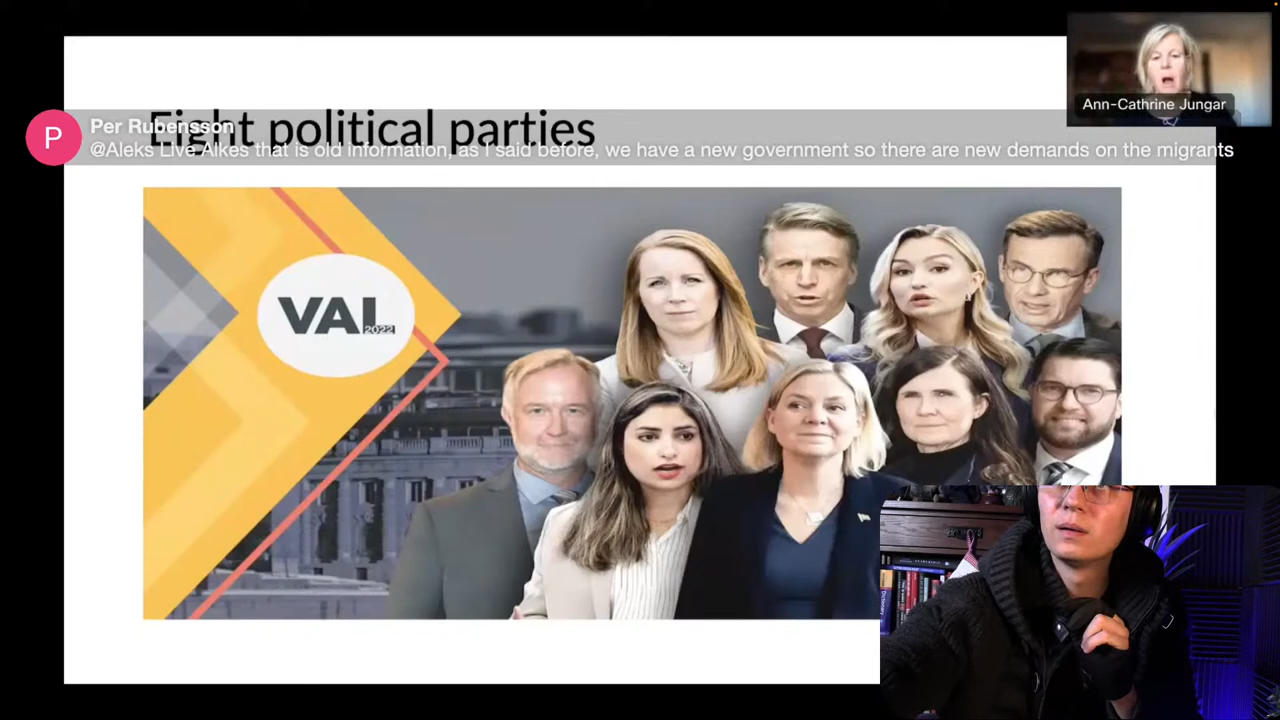 Ann-Cathrine Jungar
Eight political parties
P
Per Rubensson
@Aleks Live Alkes that is old information, as I said before, we have a new government so there are new demands on the migrants
VAL
2022